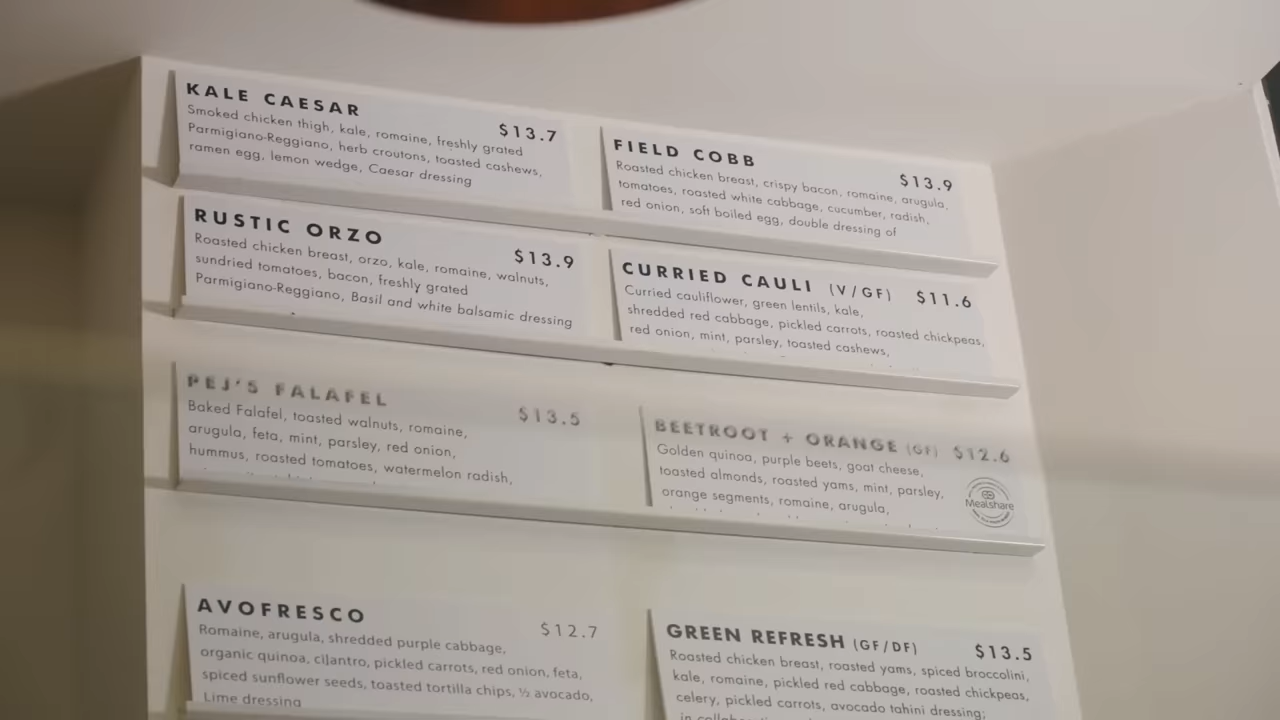 KALE CAESAR
$13.7
Smoked chicken thigh, kale, romaine, freshly grated
Parmigiano-Reggiano, herb croutons, toasted cashews,
ramen egg, lemon wedge, Caesar dressing
FIELD COBB
$13.9
Roasted chicken breast, crispy bacon, romaine, arugula,
tomatoes, roasted white cabbage, cucumber, radish,
red onion, soft boiled egg, double dressing of
RUSTIC ORZO
$13.9
Roasted chicken breast, orzo, kale, romaine, walnuts,
sundried tomatoes, bacon, freshly grated
Parmigiano-Reggiano, Basil and white balsamic dressing
CURRIED CAULI (V/GF) $11.6
Curried cauliflower, green lentils, kale,
shredded red cabbage, pickled carrots, roasted chickpeas,
red onion, mint, parsley, toasted cashews,
PEJ'S FALAFEL
$13.5
Baked Falafel, toasted walnuts, romaine,
arugula, feta, mint, parsley, red onion,
hummus, roasted tomatoes, watermelon radish,
BEETROOT + ORANGE (GF) $12.6
Golden quinoa, purple beets, goat cheese,
toasted almonds, roasted yams, mint, parsley,
orange segments, romaine, arugula,
Mealshare
AVOFRESCO
$12.7
Romaine, arugula, shredded purple cabbage,
organic quinoa, cilantro, pickled carrots, red onion, feta,
spiced sunflower seeds, toasted tortilla chips, ½ avocado,
Lime dressing
GREEN REFRESH (GF/DF)
$13.5
Roasted chicken breast, roasted yams, spiced broccolini,
kale, romaine, pickled red cabbage, roasted chickpeas,
celery, pickled carrots, avocado tahini dressing;